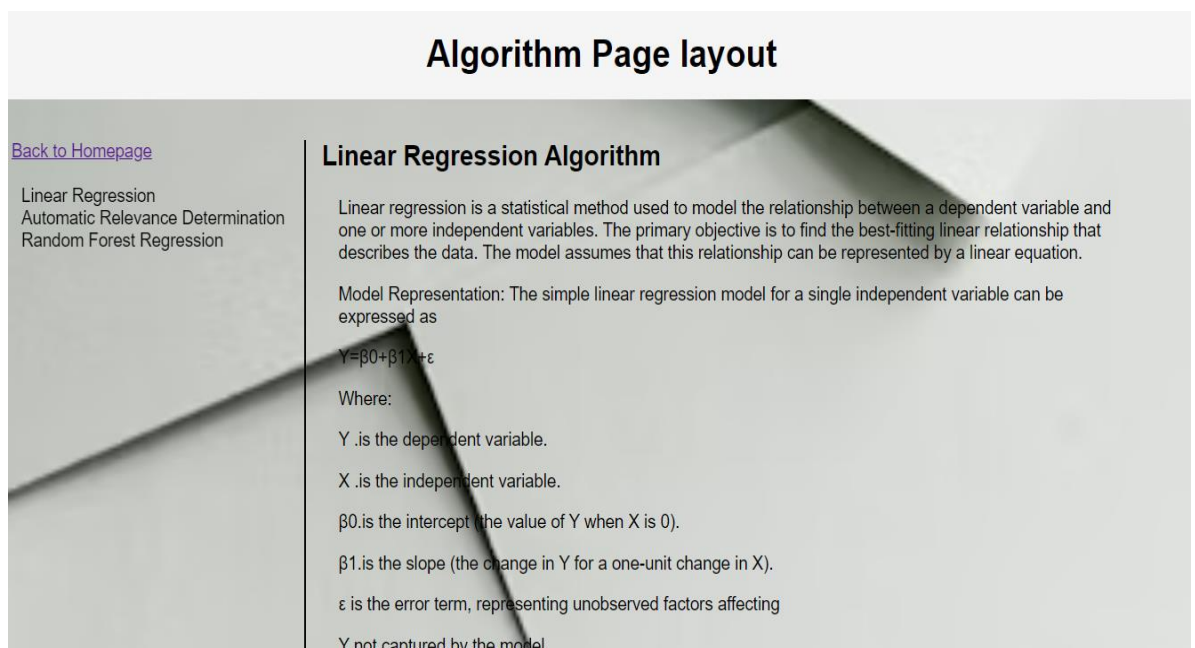 Algorithm Page layout
Back to Homepage
Linear Regression
Automatic Relevance Determination
Random Forest Regression
Linear Regression Algorithm
Linear regression is a statistical method used to model the relationship between a dependent variable and
one or more independent variables. The primary objective is to find the best-fitting linear relationship that
describes the data. The model assumes that this relationship can be represented by a linear equation.
Model Representation: The simple linear regression model for a single independent variable can be
expressed as
Y=β0+β1X+ε
Where:
Y .is the dependent variable.
X .is the independent variable.
β0.is the intercept (the value of Y when X is 0).
β1.is the slope (the change in Y for a one-unit change in X).
ε is the error term, representing unobserved factors affecting
Y not captured by the model